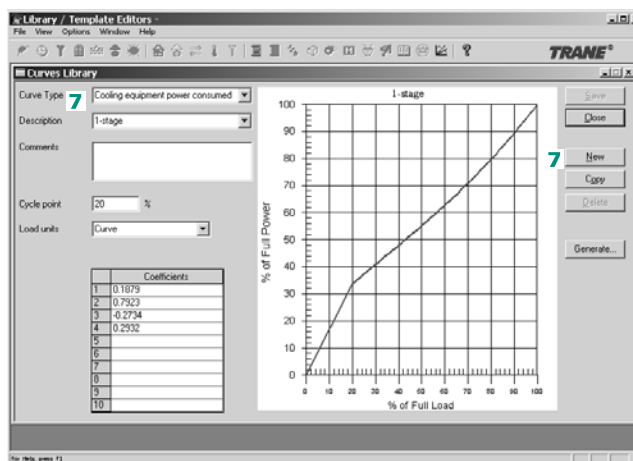 Library / Template Editors -
File View Options Window Help
TRANE®
Curves Library
Curve Type 7 Cooling equipment power consumed
Description 1-stage
Comments
Cycle point 20 %
Load units Curve
Coefficients
1 0.1879
2 0.7923
3 -0.2734
4 0.2932
5
6
7
8
9
10
1-stage
% of Full Power
100
90
80
70
60
50
40
30
20
10
0
0 10 20 30 40 50 60 70 80 90 100
% of Full Load
Save
Close
7 New
Copy
Delete
Generate...
For Help, press F1